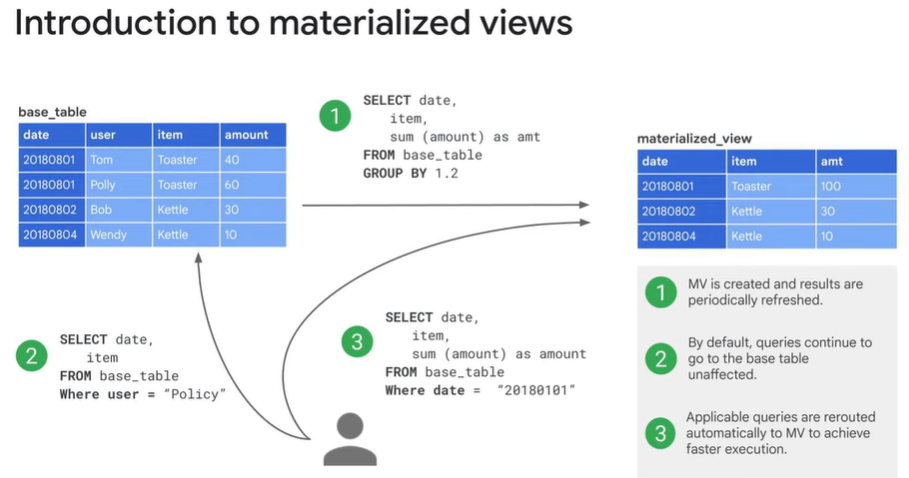 Introduction to materialized views
base_table
date user item amount
20180801 Tom Toaster 40
20180801 Polly Toaster 60
20180802 Bob Kettle 30
20180804 Wendy Kettle 10
1
SELECT date,
item,
sum (amount) as amt
FROM base_table
GROUP BY 1.2
materialized_view
date item amt
20180801 Toaster 100
20180802 Kettle 30
20180804 Kettle 10
2
SELECT date,
item
FROM base_table
Where user = “Policy”
3
SELECT date,
item,
sum (amount) as amount
FROM base_table
Where date = "20180101"
1
MV is created and results are
periodically refreshed.
2
By default, queries continue to
go to the base table
unaffected.
3
Applicable queries are rerouted
automatically to MV to achieve
faster execution.